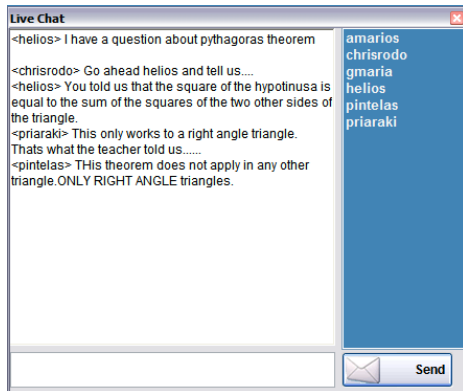 Live Chat
<helios> I have a question about pythagoras theorem
<chrisrodo> Go ahead helios and tell us....
<helios> You told us that the square of the hypotinusa is
equal to the sum of the squares of the two other sides of
the triangle.
<priaraki> This only works to a right angle triangle.
Thats what the teacher told us......
<pintelas> THis theorem does not apply in any other
triangle.ONLY RIGHT ANGLE triangles.
amarios
chrisrodo
gmaria
helios
pintelas
priaraki
Send